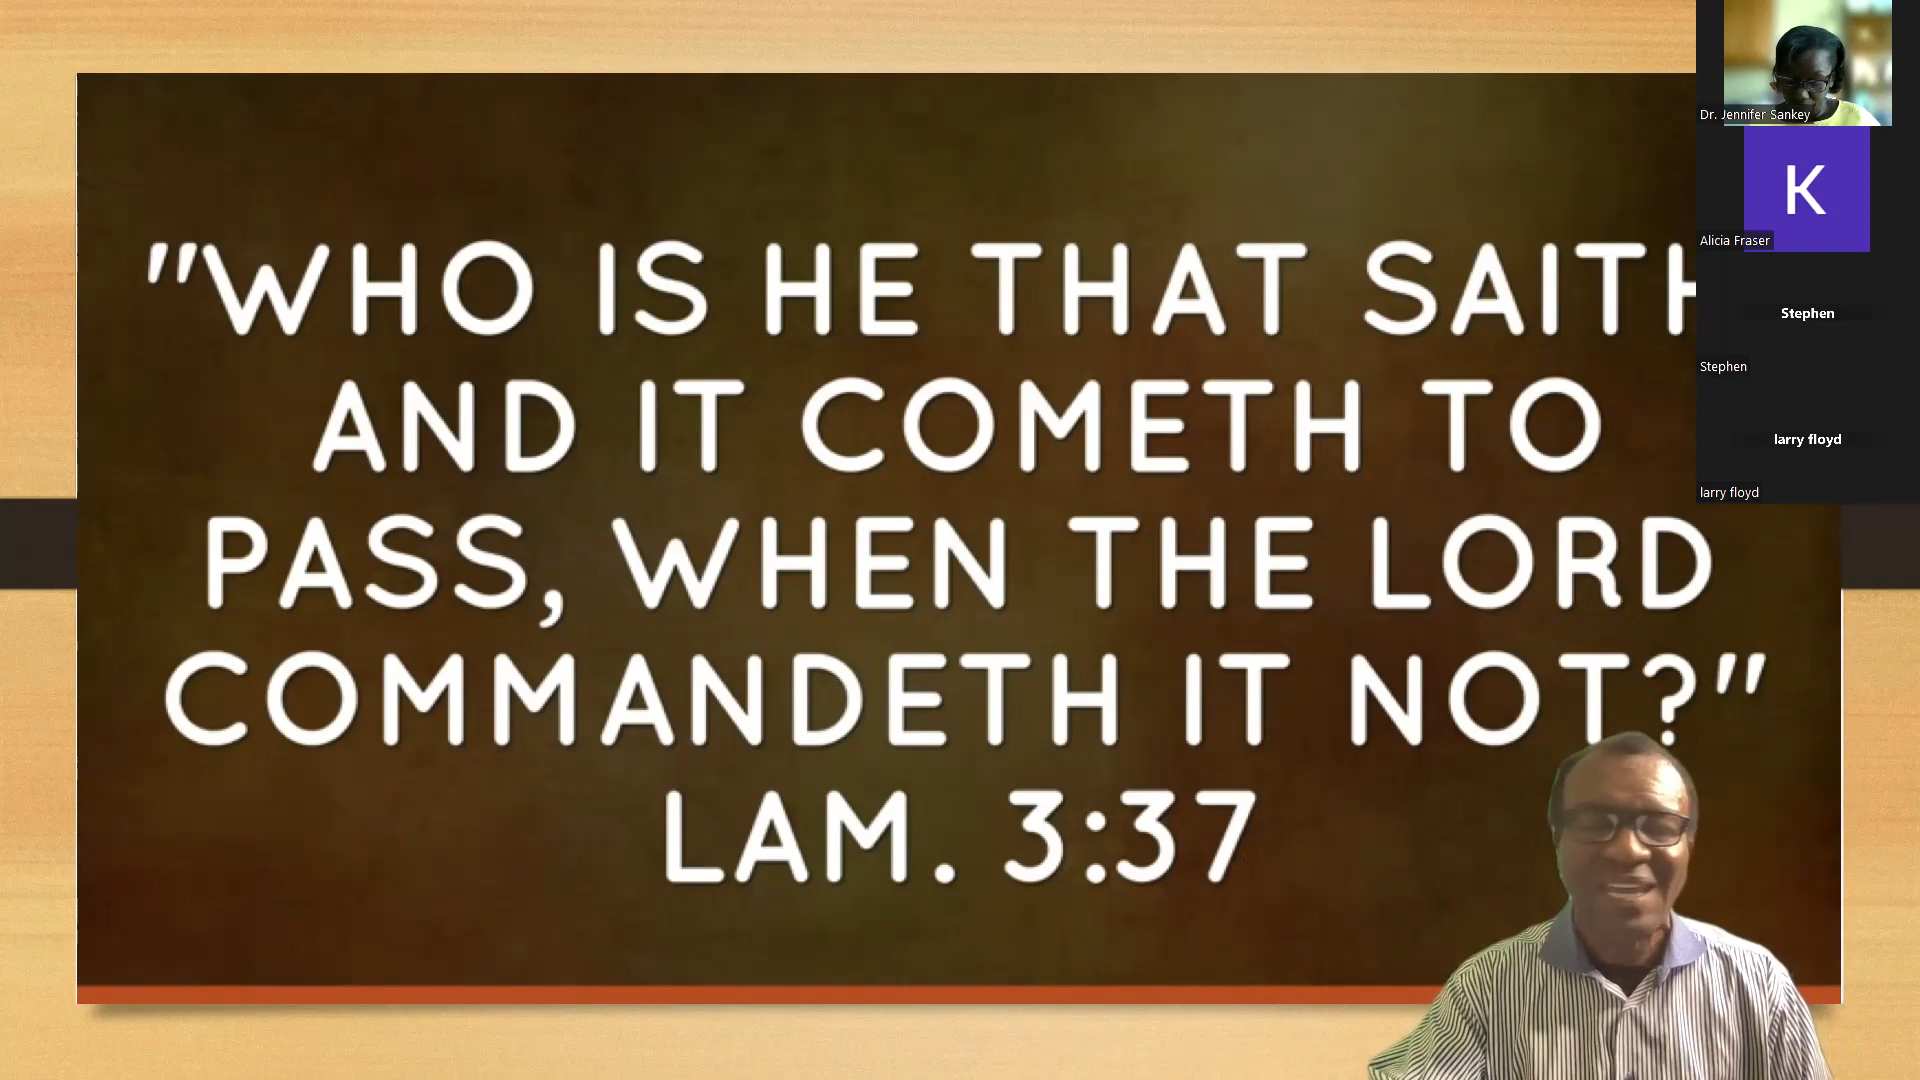 "WHO IS HE THAT SAITH
AND IT COMETH TO
PASS, WHEN THE LORD
COMMANDETH IT NOT?"
LAM. 3:37
Dr. Jennifer Sankey
K
Alicia Fraser
Stephen
Stephen
larry floyd
larry floyd